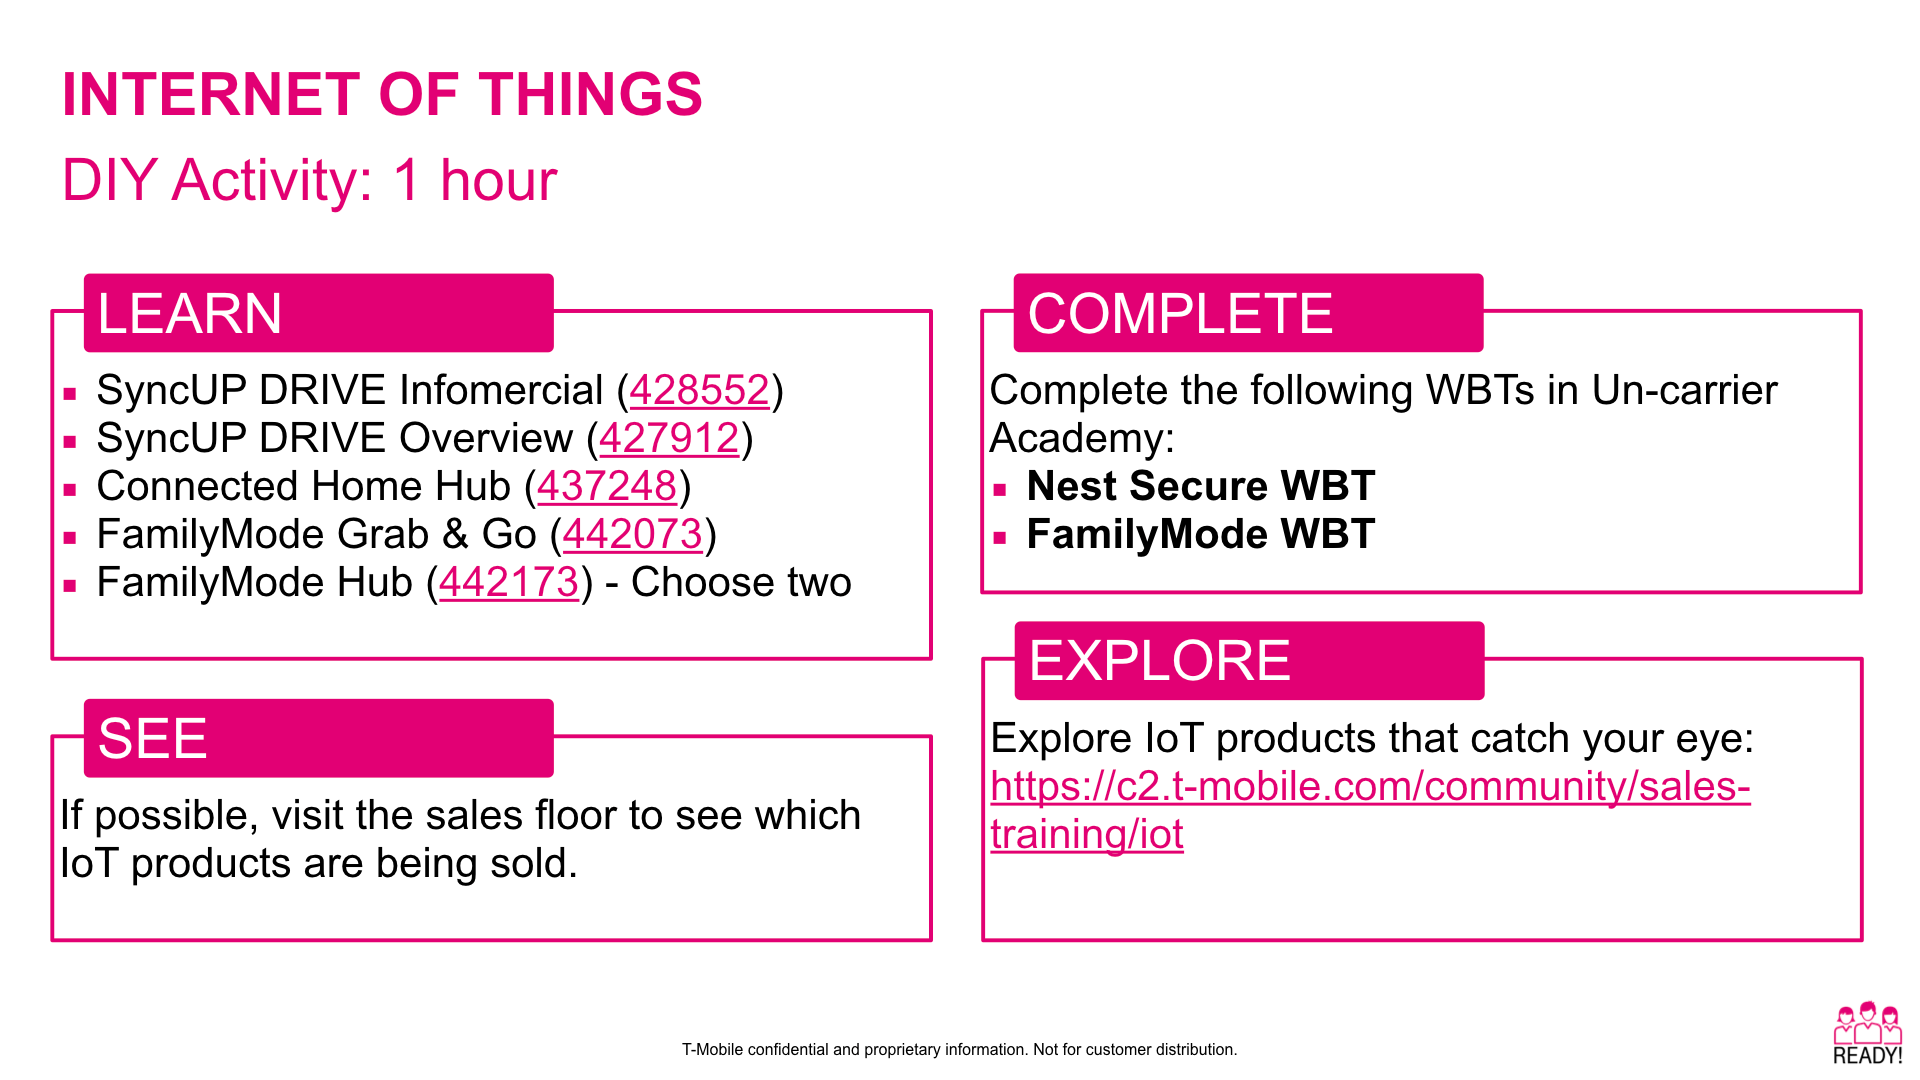 INTERNET OF THINGS
DIY Activity: 1 hour
LEARN
SyncUP DRIVE Infomercial (428552)
SyncUP DRIVE Overview (427912)
Connected Home Hub (437248)
FamilyMode Grab & Go (442073)
FamilyMode Hub (442173) - Choose two
SEE
If possible, visit the sales floor to see which
IoT products are being sold.
COMPLETE
Complete the following WBTs in Un-carrier
Academy:
Nest Secure WBT
FamilyMode WBT
EXPLORE
Explore IoT products that catch your eye:
https://c2.t-mobile.com/community/sales-
training/iot
T-Mobile confidential and proprietary information. Not for customer distribution.
READY!